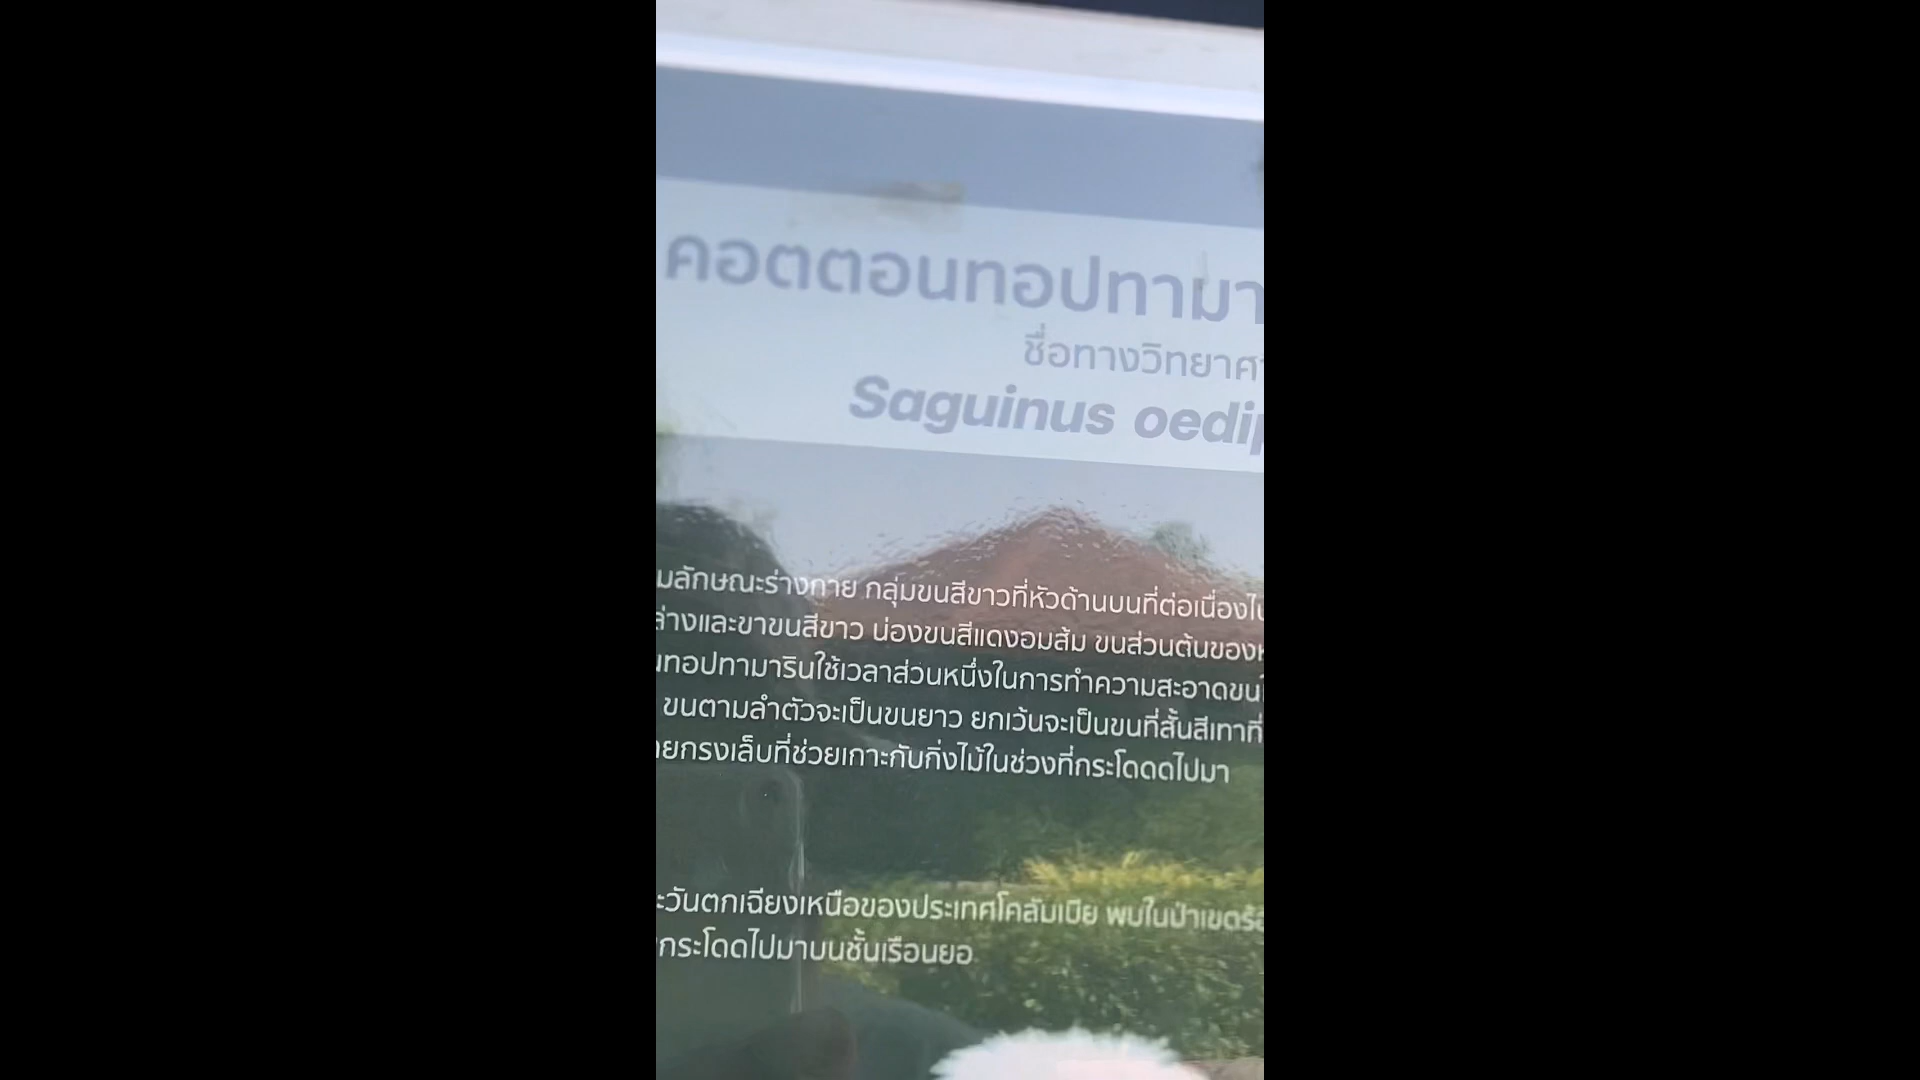 คอตตอนทอปทามา
ชื่อทางวิทยาศา
Saguinus oedip
มลักษณะร่างกาย กลุ่มขนสีขาวที่หัวด้านบนที่ต่อเนื่องไป
ล่างและขาขนสีขาว น่องขนสีแดงอมส้ม ขนส่วนต้นของห
นทอปทามารินใช้เวลาส่วนหนึ่งในการทำความสะอาดขน
ขนตามลำตัวจะเป็นขนยาว ยกเว้นจะเป็นขนที่สั้นสีเทาที่
ายกรงเล็บที่ช่วยเกาะกับกิ่งไม้ในช่วงที่กระโดดดไปมา
ะวันตกเฉียงเหนือของประเทศโคลัมเบีย พบในป่าเขตร้อ
กระโดดไปมาบนชั้นเรือนยอ